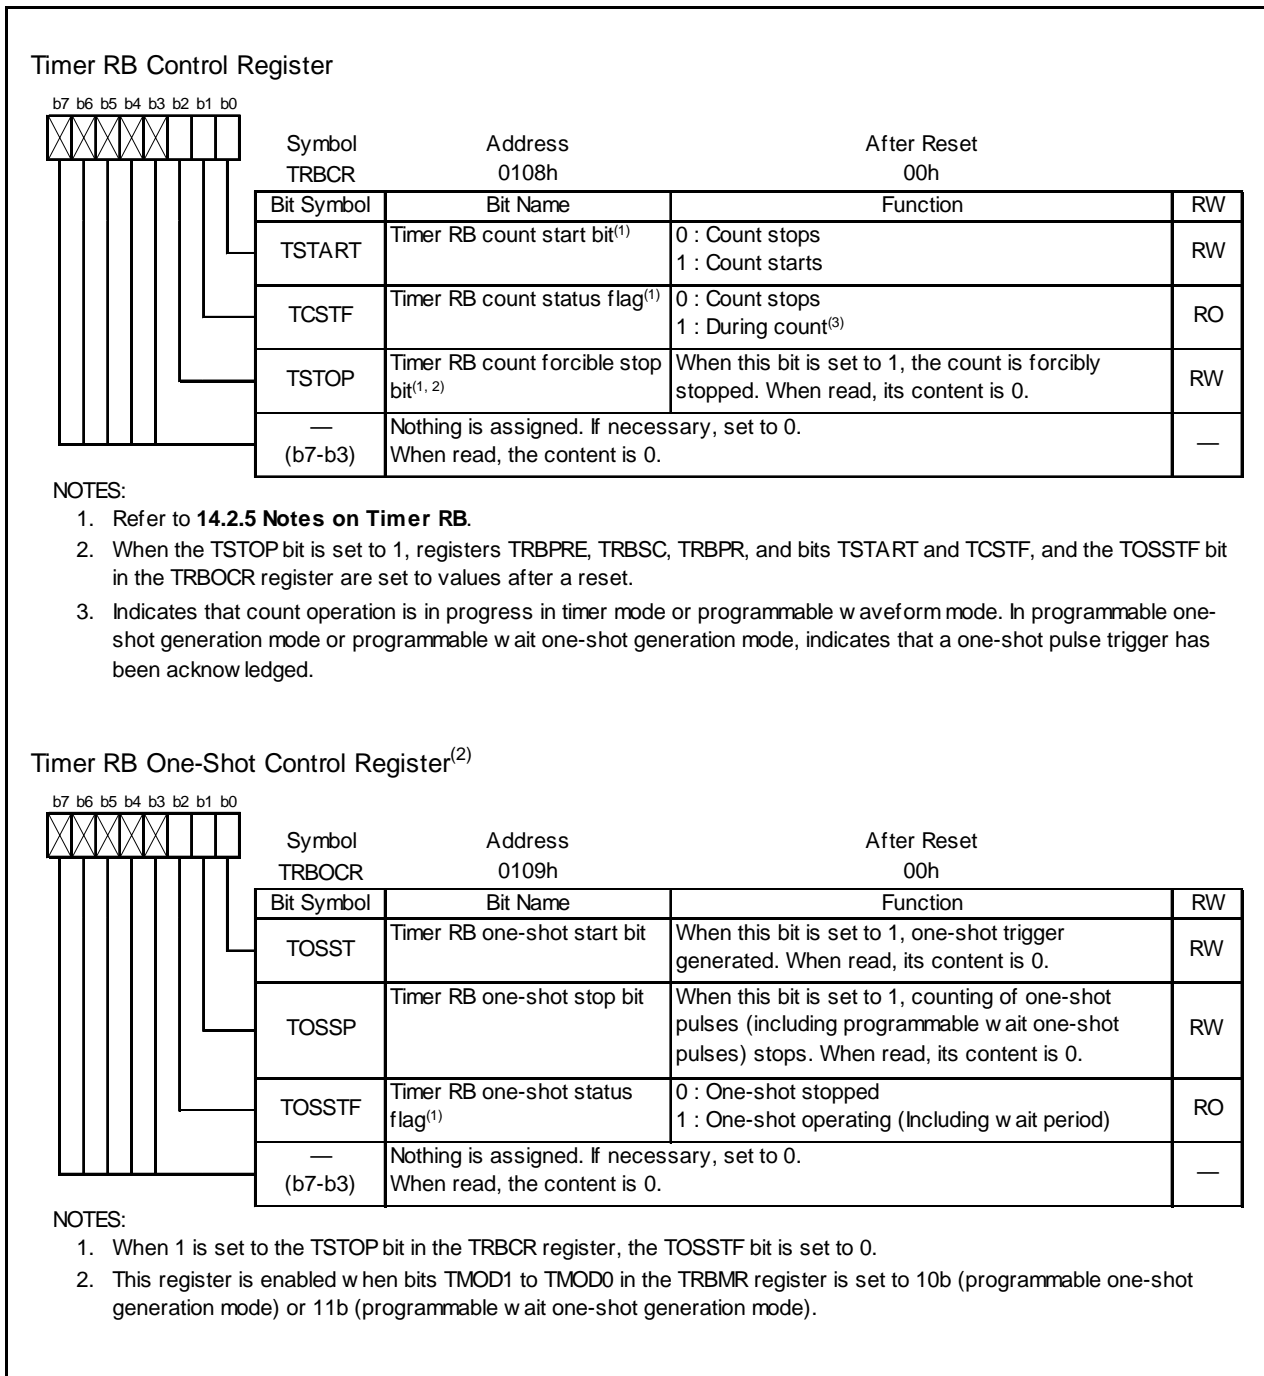 Timer RB Control Register
b7 b6 b5 b4 b3 b2 b1 b0
Symbol Address After Reset
TRBCR 0108h 00h
Bit Symbol Bit Name Function RW
TSTART Timer RB count start bit(1) 0 : Count stops
1 : Count starts RW
TCSTF Timer RB count status flag(1) 0 : Count stops
1 : During count(3) RO
TSTOP Timer RB count forcible stop When this bit is set to 1, the count is forcibly
bit(1, 2) stopped. When read, its content is 0. RW
— Nothing is assigned. If necessary, set to 0.
(b7-b3) When read, the content is 0. —
NOTES:
1. Refer to 14.2.5 Notes on Timer RB.
2. When the TSTOP bit is set to 1, registers TRBPRE, TRBSC, TRBPR, and bits TSTART and TCSTF, and the TOSSTF bit
in the TRBOCR register are set to values after a reset.
3. Indicates that count operation is in progress in timer mode or programmable waveform mode. In programmable one-
shot generation mode or programmable wait one-shot generation mode, indicates that a one-shot pulse trigger has
been acknowledged.
Timer RB One-Shot Control Register(2)
b7 b6 b5 b4 b3 b2 b1 b0
Symbol Address After Reset
TRBOCR 0109h 00h
Bit Symbol Bit Name Function RW
TOSST Timer RB one-shot start bit When this bit is set to 1, one-shot trigger
generated. When read, its content is 0. RW
TOSSP Timer RB one-shot stop bit When this bit is set to 1, counting of one-shot
pulses (including programmable wait one-shot RW
pulses) stops. When read, its content is 0.
TOSSTF Timer RB one-shot status 0 : One-shot stopped
flag(1) 1 : One-shot operating (Including wait period) RO
— Nothing is assigned. If necessary, set to 0.
(b7-b3) When read, the content is 0. —
NOTES:
1. When 1 is set to the TSTOP bit in the TRBCR register, the TOSSTF bit is set to 0.
2. This register is enabled when bits TMOD1 to TMOD0 in the TRBMR register is set to 10b (programmable one-shot
generation mode) or 11b (programmable wait one-shot generation mode).